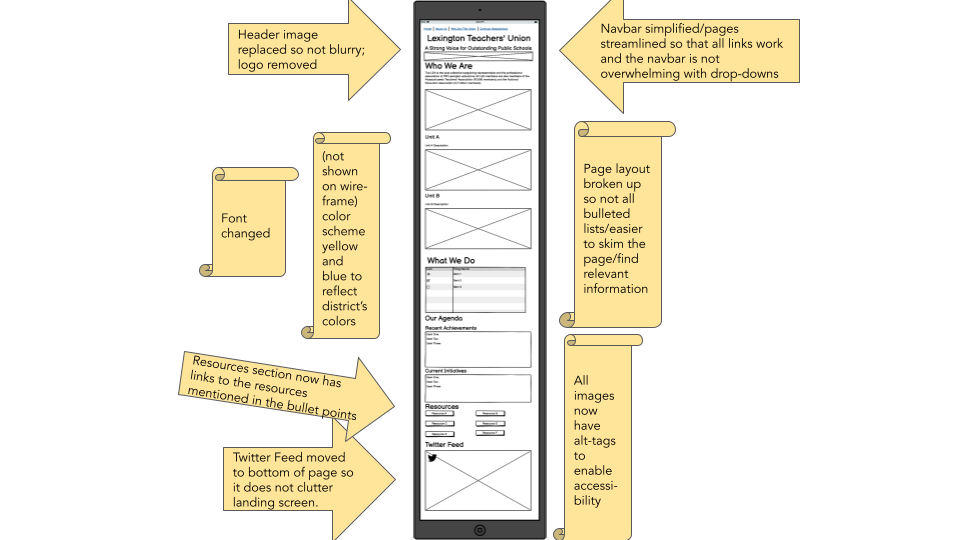 Header image
replaced so not blurry;
logo removed
Navbar simplified/pages
streamlined so that all links work
and the navbar is not
overwhelming with drop-downs
Lexington Teachers' Union
A Strong Voice for Outstanding Public Schools
Who We Are
Unit A
Unit B
What We Do
Our Agenda
Recent Achievements
Current Initiatives
Resources
Twitter Feed
Font
changed
(not
shown
on wire-
frame)
color
scheme
yellow
and
blue to
reflect
district's
colors
Page layout
broken up
so not all
bulleted
lists/easier
to skim the
page/find
relevant
information
Resources section now has
links to the resources
mentioned in the bullet points
Twitter Feed moved
to bottom of page so
it does not clutter
landing screen.
All
images
now
have
alt-tags
to
enable
accessi-
bility